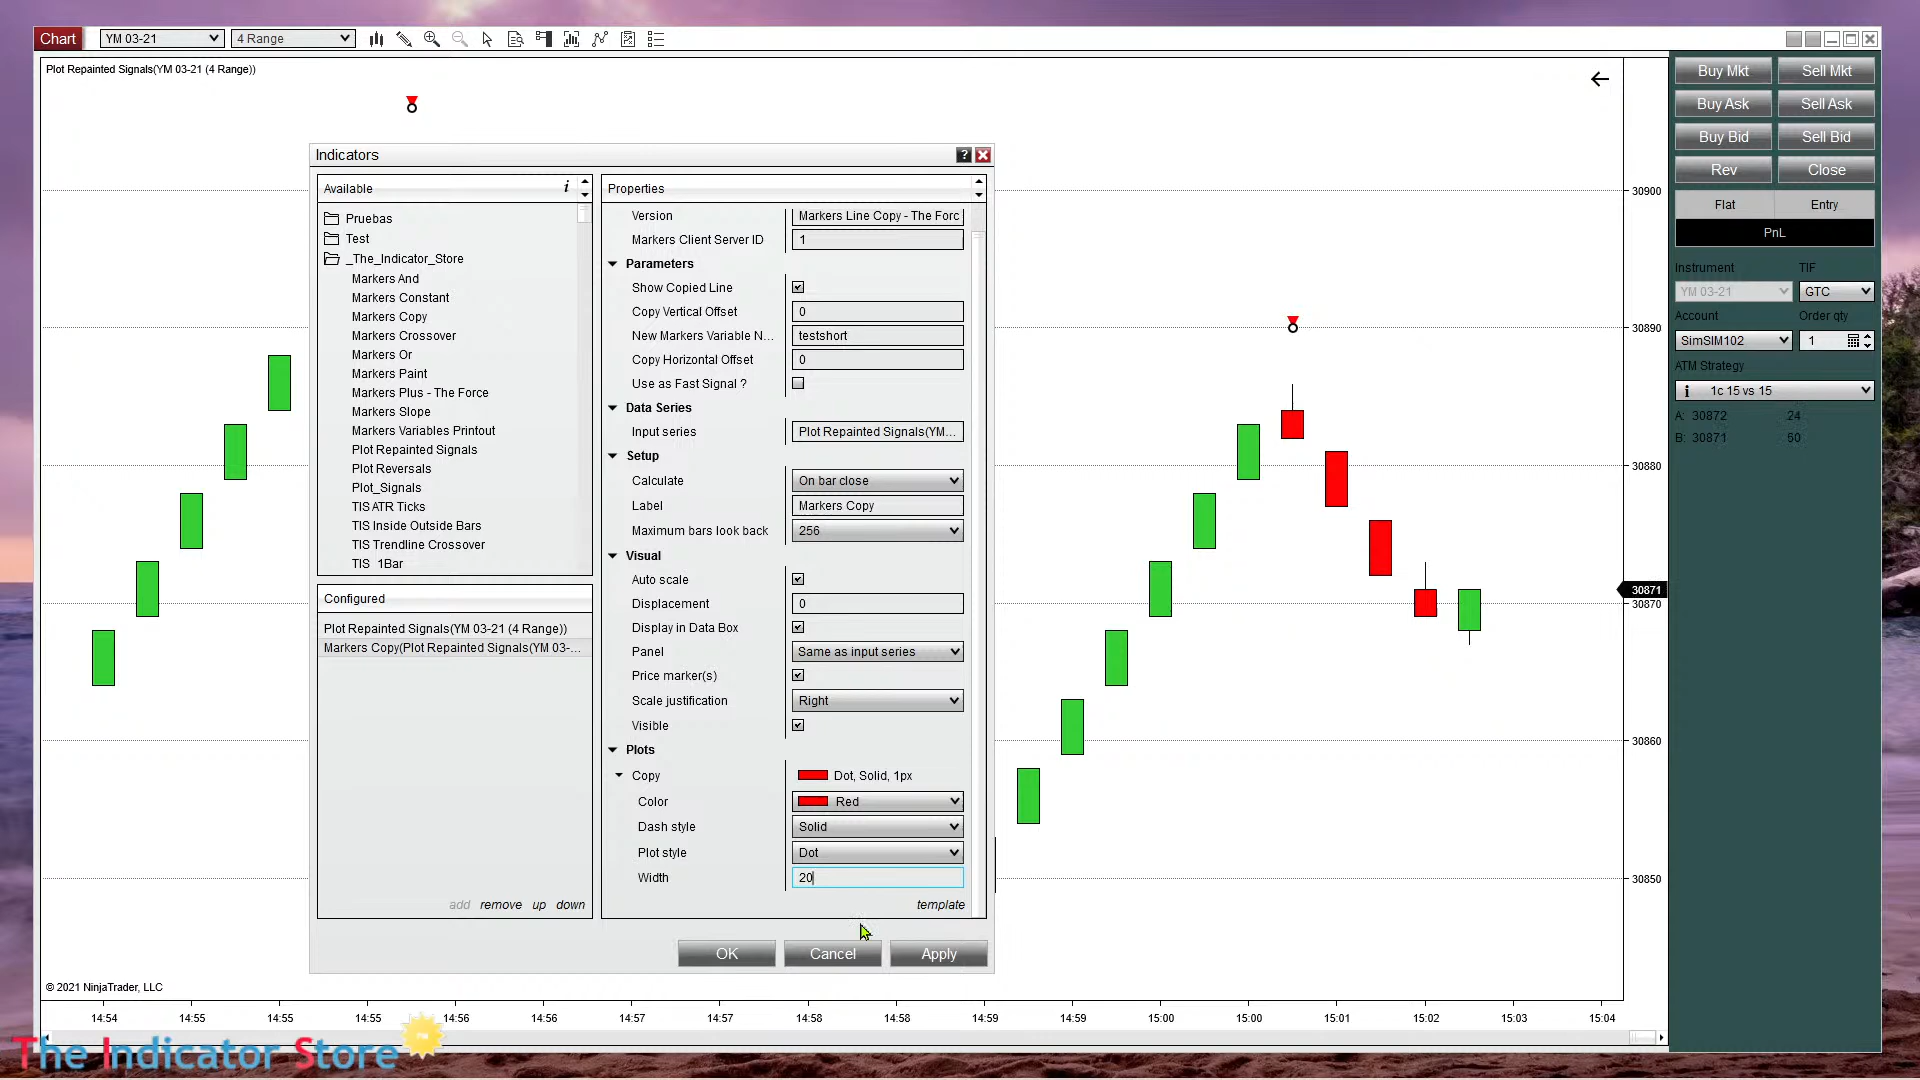 Chart
YM 03-21
4 Range
Plot Repainted Signals(YM 03-21 (4 Range))
Indicators
?
Available
i
Properties
Pruebas
Test
_The_Indicator_Store
Markers And
Markers Constant
Markers Copy
Markers Crossover
Markers Or
Markers Paint
Markers Plus - The Force
Markers Slope
Markers Variables Printout
Plot Repainted Signals
Plot Reversals
Plot_Signals
TIS ATR Ticks
TIS Inside Outside Bars
TIS Trendline Crossover
TIS 1Bar
Configured
Plot Repainted Signals(YM 03-21 (4 Range))
Markers Copy(Plot Repainted Signals(YM 03-...
add remove up down
Version Markers Line Copy - The Forc
Markers Client Server ID 1
Parameters
Show Copied Line
Copy Vertical Offset 0
New Markers Variable N... testshort
Copy Horizontal Offset 0
Use as Fast Signal ?
Data Series
Input series Plot Repainted Signals(YM...
Setup
Calculate On bar close
Label Markers Copy
Maximum bars look back 256
Visual
Auto scale
Displacement 0
Display in Data Box
Panel Same as input series
Price marker(s)
Scale justification Right
Visible
Plots
Copy Dot, Solid, 1px
Color Red
Dash style Solid
Plot style Dot
Width 20
template
OK Cancel Apply
30900
30890
30880
30871
30870
30860
30850
Buy Mkt Sell Mkt
Buy Ask Sell Ask
Buy Bid Sell Bid
Rev Close
Flat Entry
PnL
Instrument TIF
YM 03-21 GTC
Account Order qty
SimSIM102 1
ATM Strategy
i 1c 15 vs 15
A: 30872 24
B: 30871 50
© 2021 NinjaTrader, LLC
14:54 14:55 14:55 14:55 14:56 14:56 14:57 14:57 14:58 14:58 14:59 14:59 15:00 15:00 15:01 15:02 15:03 15:04
The Indicator Store